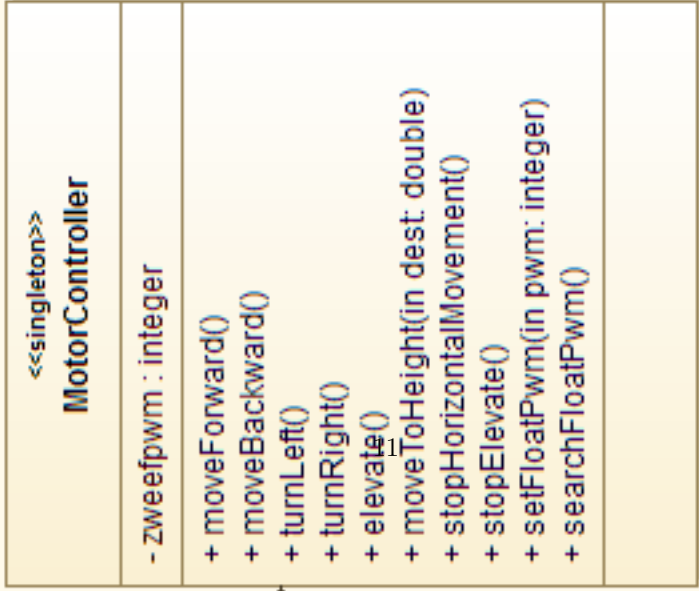 <<singleton>>
MotorController
- zweefpwm : integer
+ moveForward()
+ moveBackward()
+ turnLeft()
+ turnRight()
+ elevate()
+ moveToHeight(in dest: double)
+ stopHorizontalMovement()
+ stopElevate()
+ setFloatPwm(in pwm: integer)
+ searchFloatPwm()